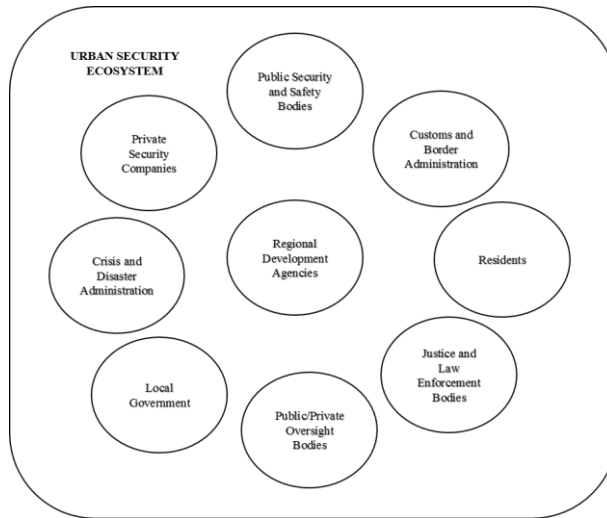 URBAN SECURITY
ECOSYSTEM
Public Security
and Safety
Bodies
Private
Security
Companies
Customs and
Border
Administration
Crisis and
Disaster
Administration
Regional
Development
Agencies
Residents
Local
Government
Justice and
Law
Enforcement
Bodies
Public/Private
Oversight
Bodies